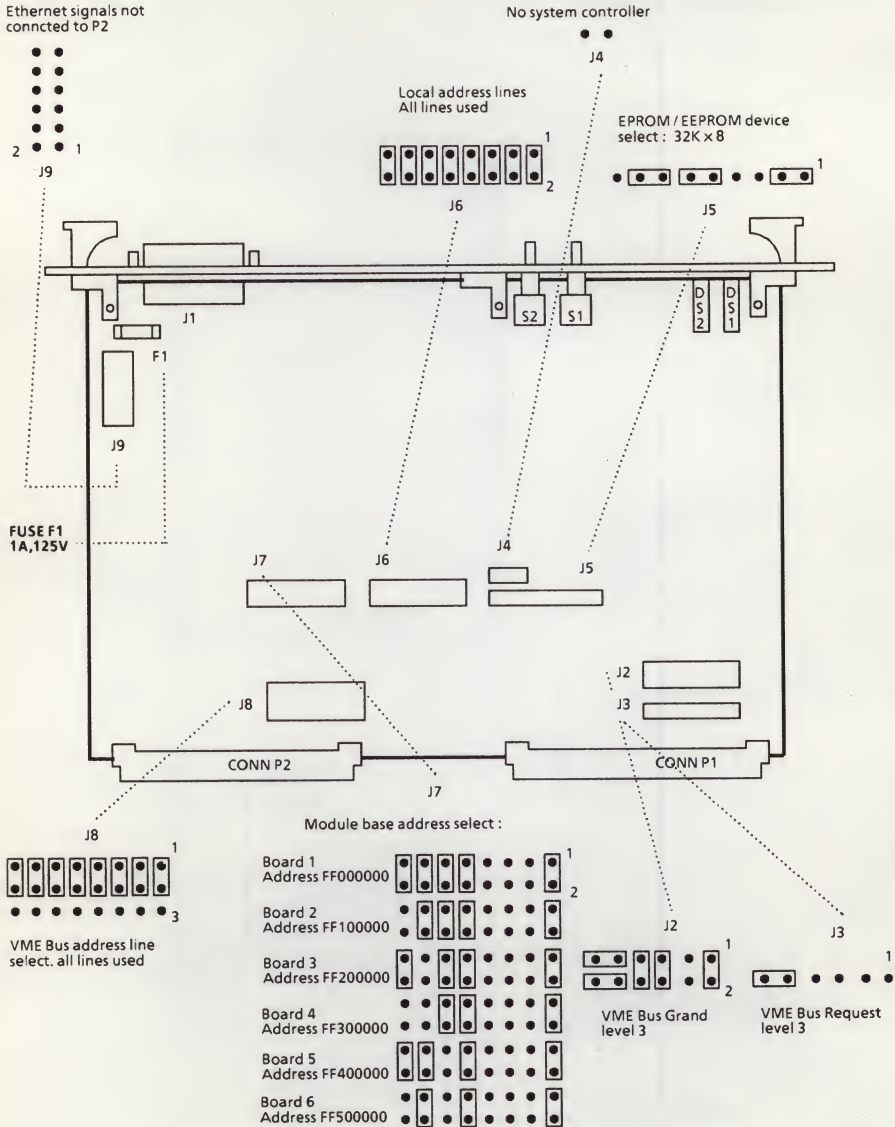 Ethernet signals not
conncted to P2
2 1
J9
No system controller
J4
Local address lines
All lines used
1
2
J6
EPROM / EEPROM device
select : 32K x 8
1
J5
J1
S2
S1
DS2
DS1
F1
J9
FUSE F1
1A,125V
J7
J6
J4
J5
J2
J8
J3
CONN P2
CONN P1
J7
J8
1
3
VME Bus address line
select. all lines used
Module base address select :
Board 1
Address FF000000
1
2
Board 2
Address FF100000
Board 3
Address FF200000
Board 4
Address FF300000
Board 5
Address FF400000
Board 6
Address FF500000
J2
1
2
VME Bus Grand
level 3
J3
1
VME Bus Request
level 3